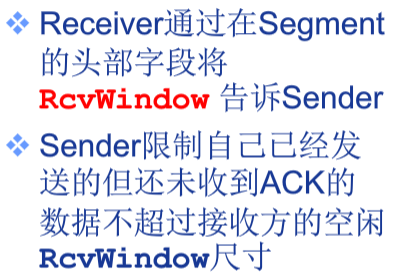 Receiver通过在Segment
的头部字段将
RcvWindow 告诉Sender
Sender限制自己已经发
送的但还未收到ACK的
数据不超过接收方的空闲
RcvWindow尺寸